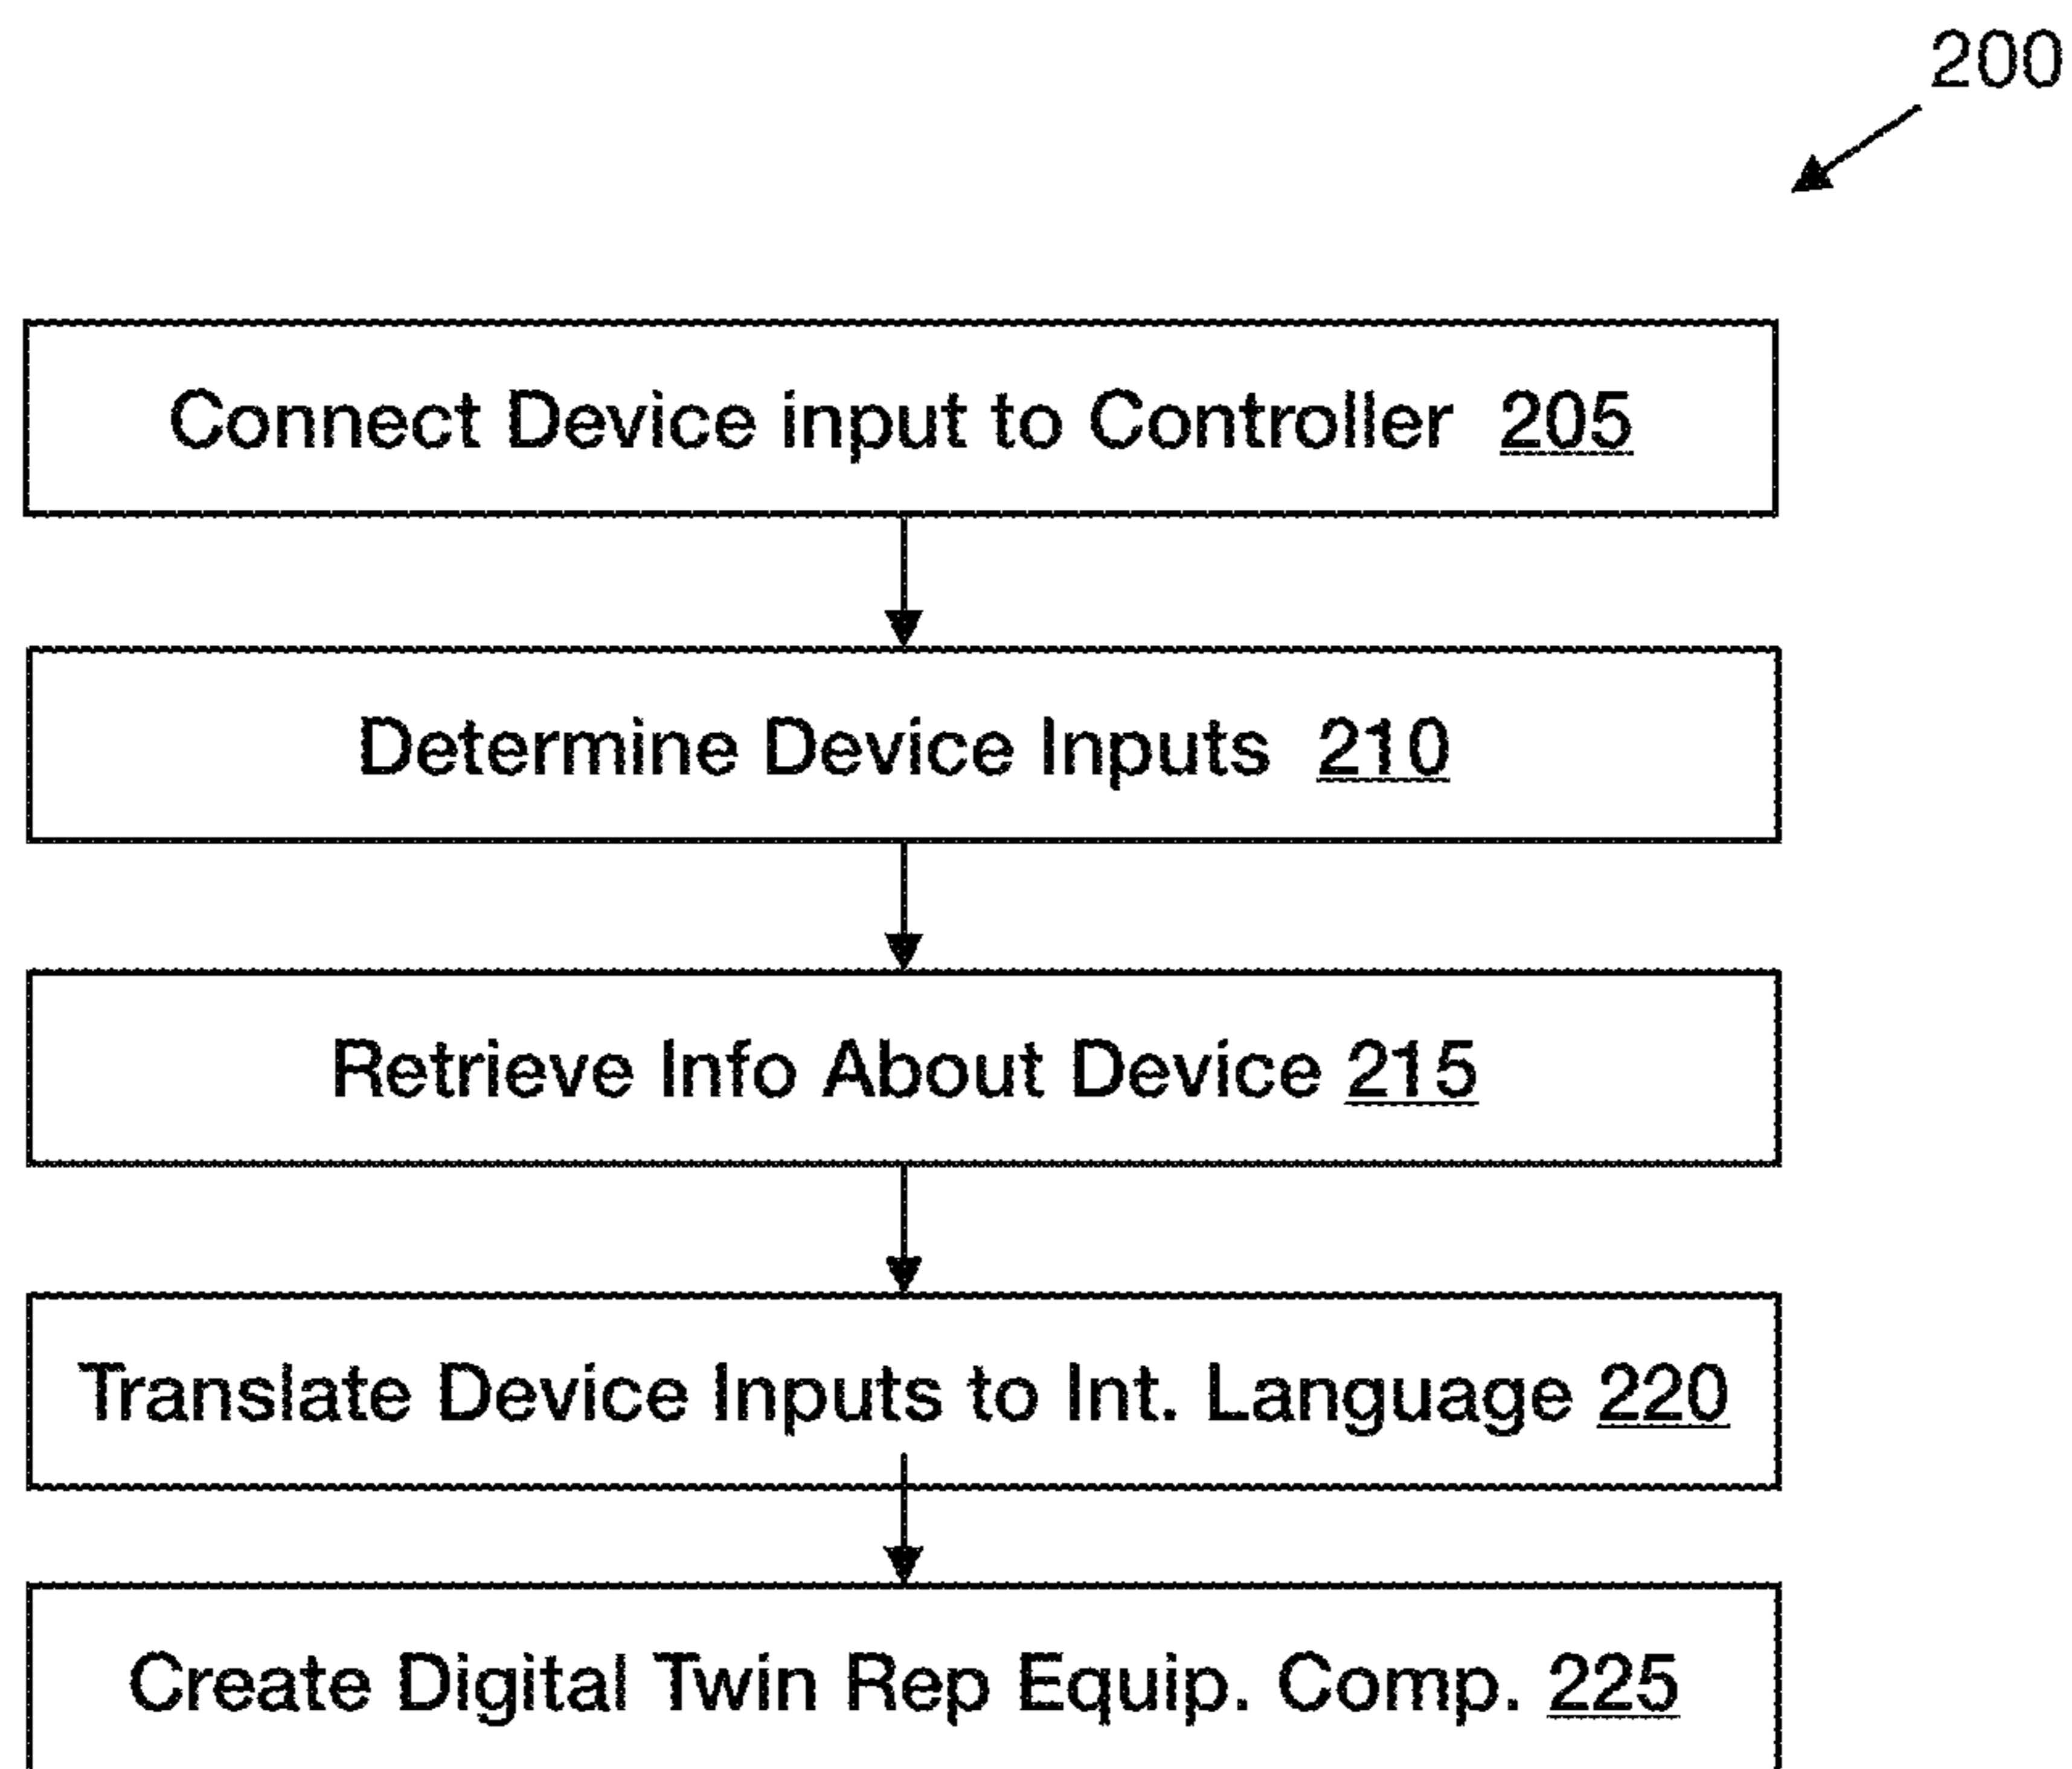 200
Connect Device input to Controller 205
Determine Device Inputs 210
Retrieve Info About Device 215
Translate Device Inputs to Int. Language 220
Create Digital Twin Rep Equip. Comp. 225